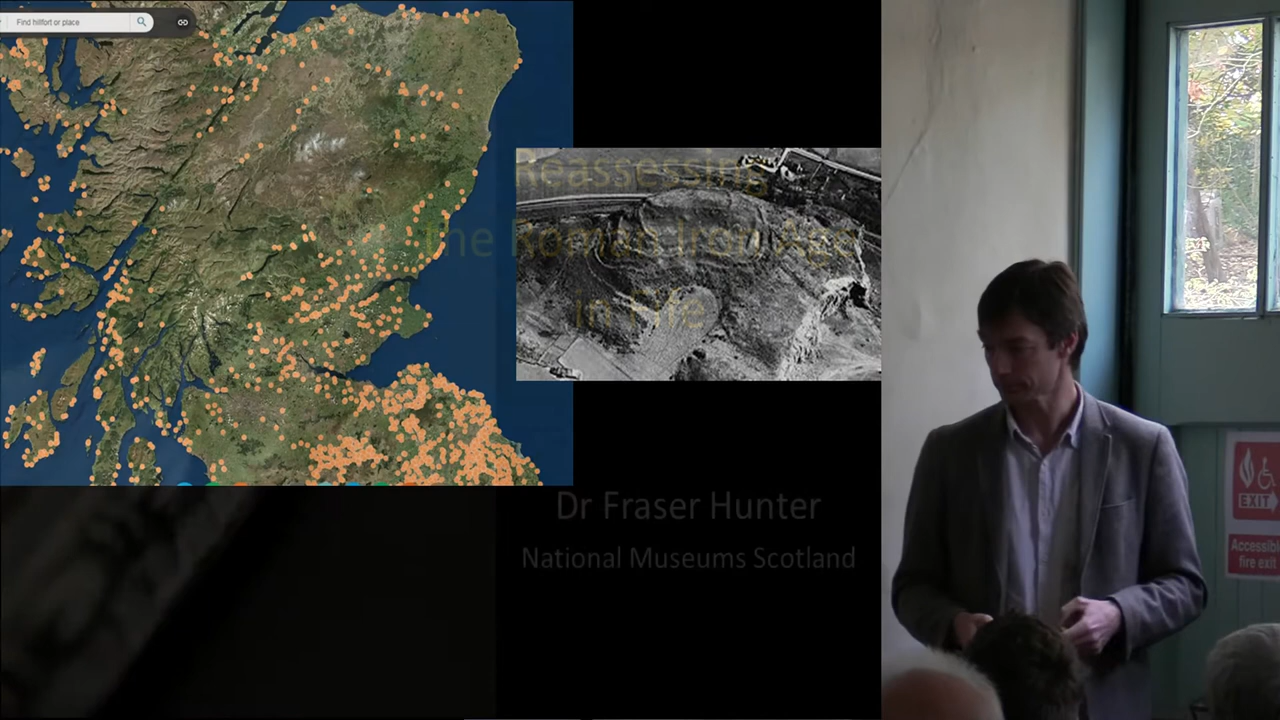 Find hillfort or place
Reassessing
the Roman Iron Age
in Fife
Dr Fraser Hunter
National Museums Scotland
EXIT
Accessible
fire exit